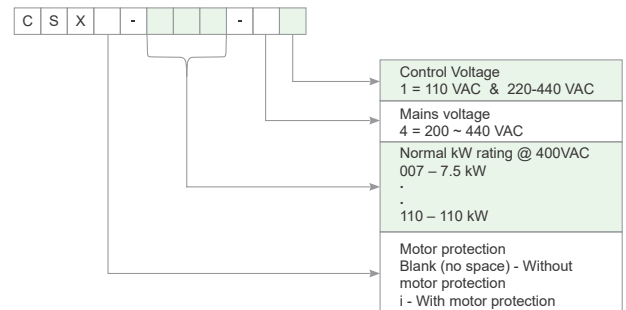 C S X - -
Control Voltage
1 = 110 VAC & 220-440 VAC
Mains voltage
4 = 200 ~ 440 VAC
Normal kW rating @ 400VAC
007 – 7.5 kW
.
.
110 – 110 kW
Motor protection
Blank (no space) - Without
motor protection
i - With motor protection